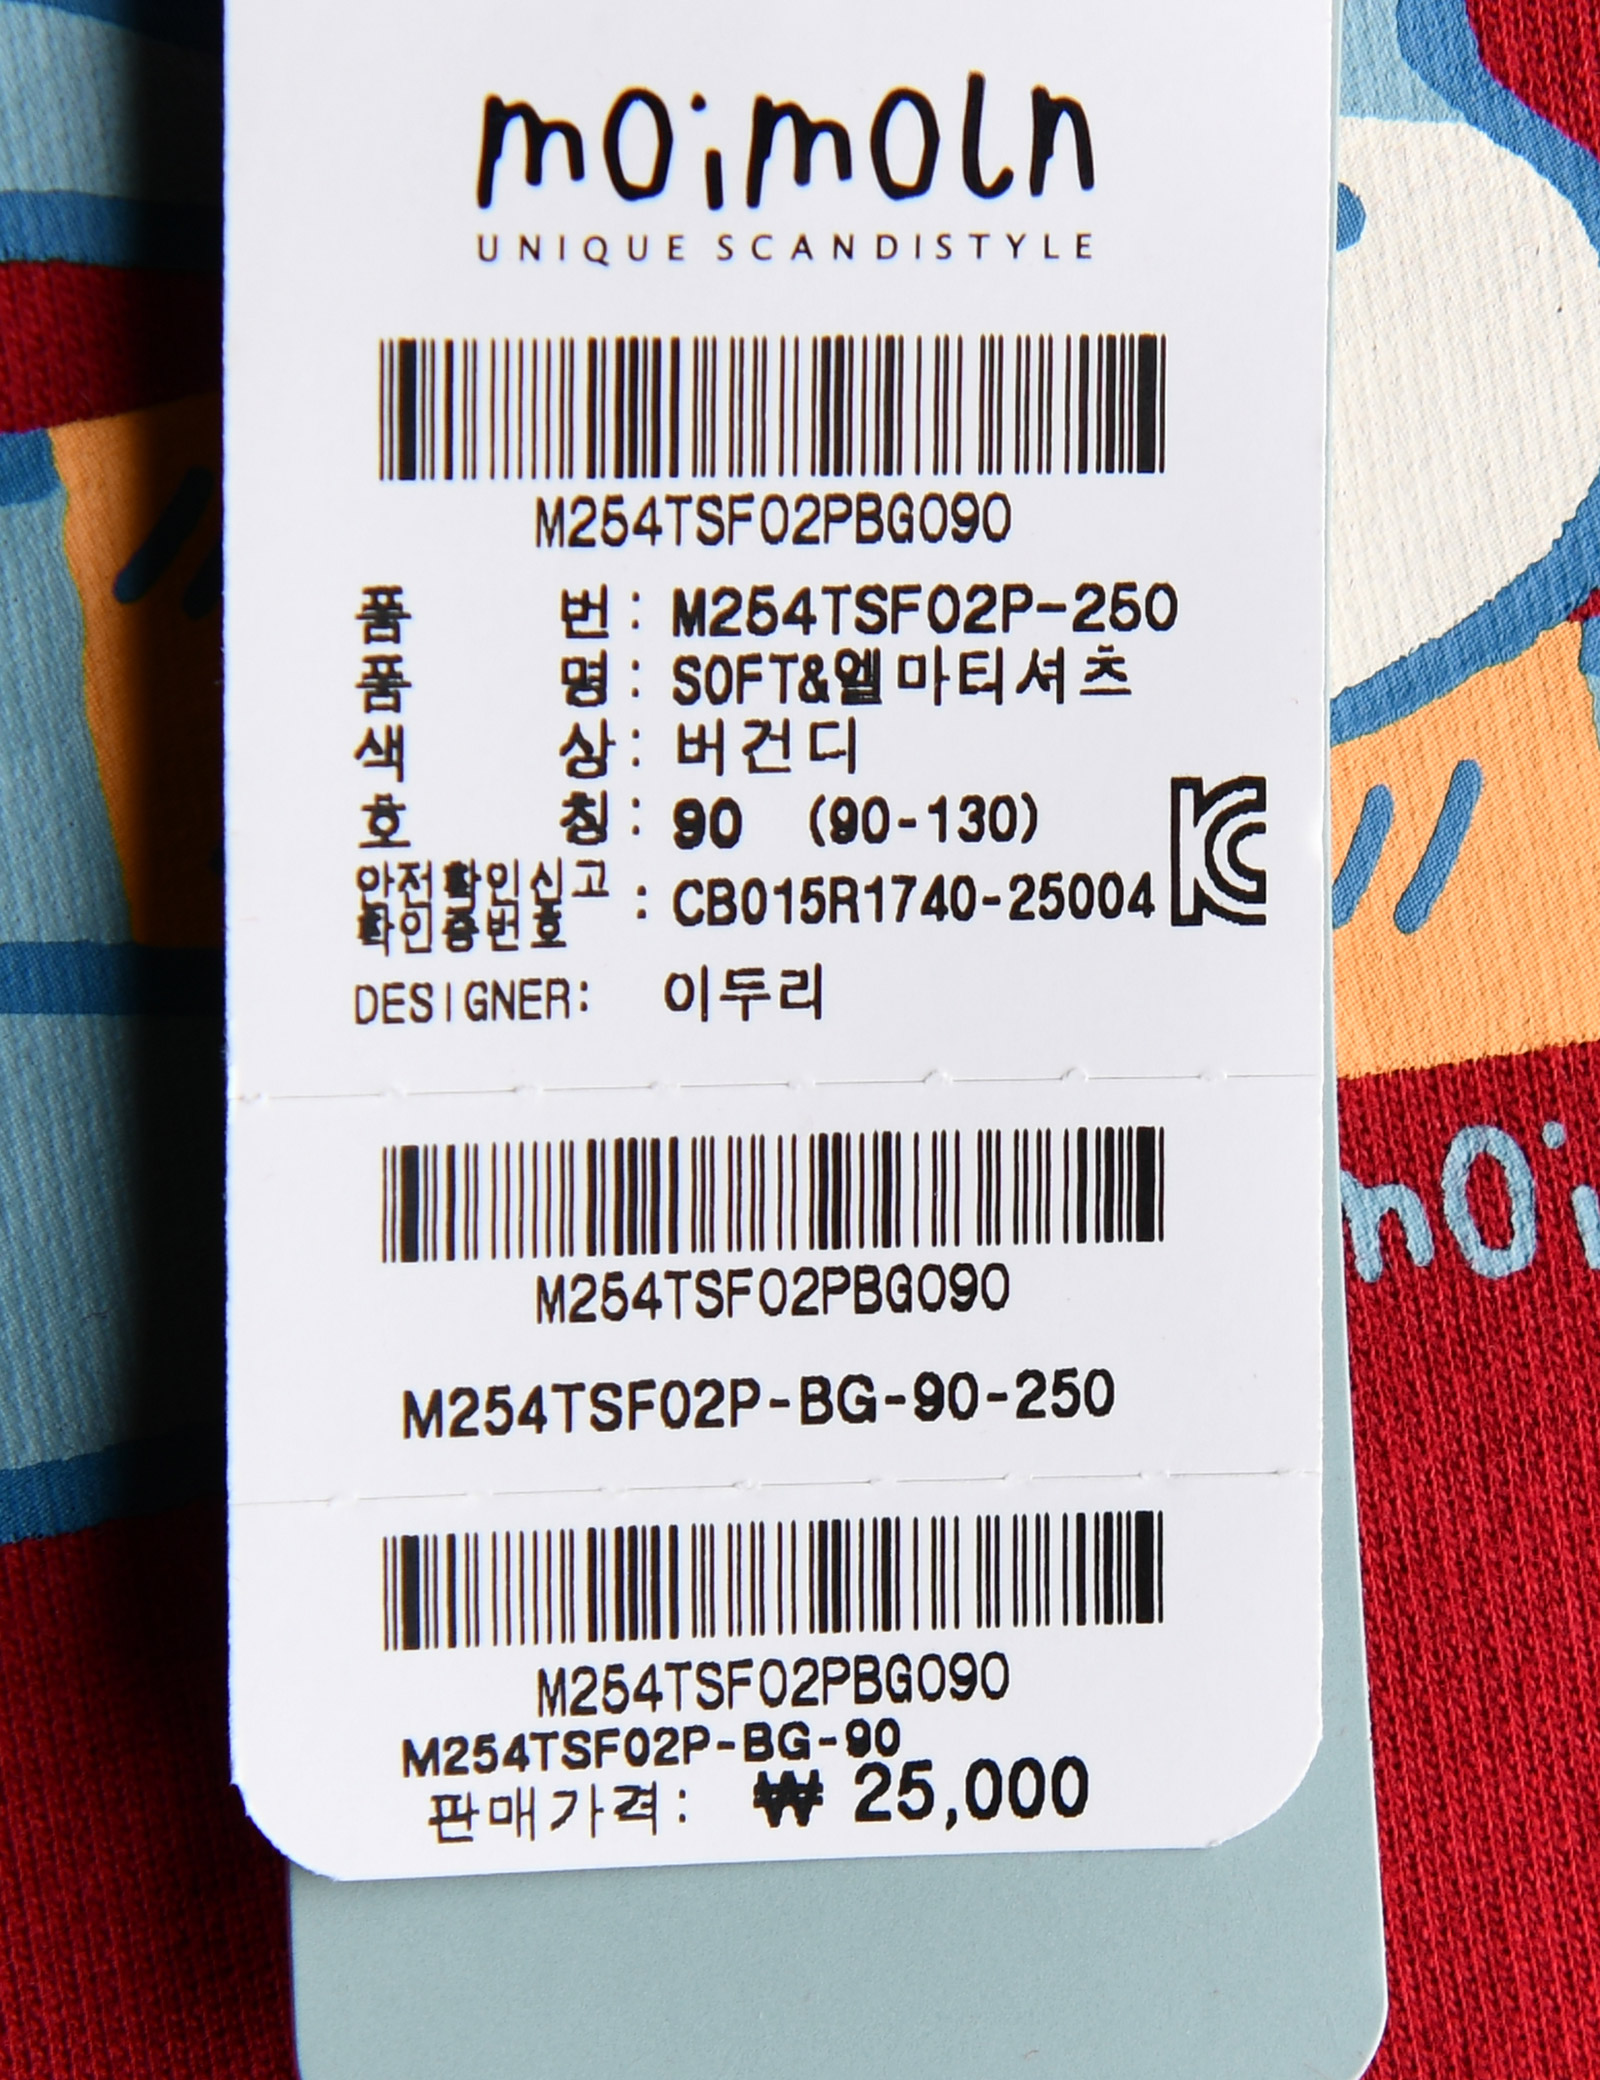 moimoln
UNIQUE SCANDISTYLE
M254TSF02PBG090
품 번 : M254TSF02P-250
품 명 : SOFT&엘마티셔츠
색 상 : 버건디
호 칭 : 90 (90-130)
안전확인신고
확인증번호 : CB015R1740-25004
DESIGNER: 이두리
M254TSF02PBG090
M254TSF02P-BG-90-250
M254TSF02PBG090
M254TSF02P-BG-90
판매가격: ₩ 25,000
moi